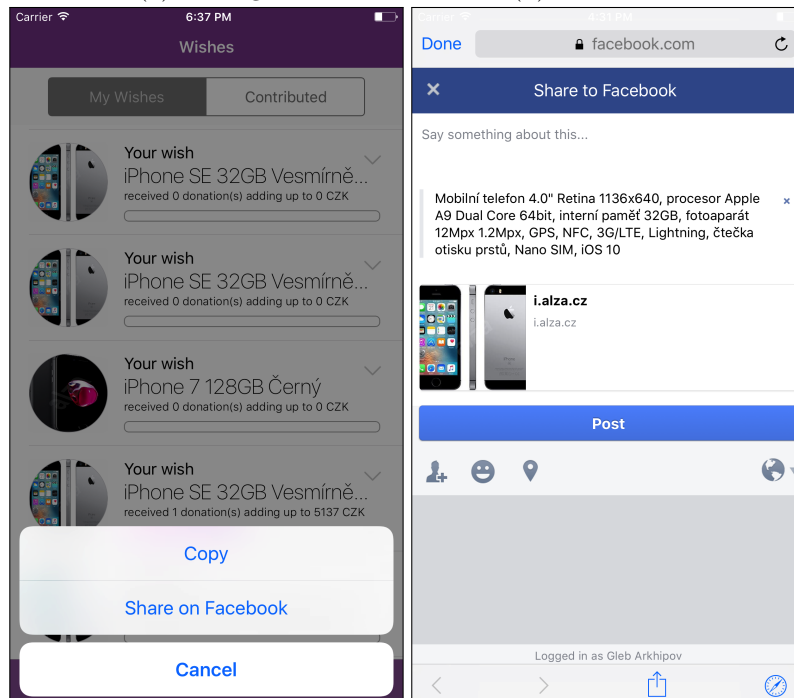 Carrier 6:37 PM
Wishes
My Wishes Contributed
Your wish
iPhone SE 32GB Vesmírně...
received 0 donation(s) adding up to 0 CZK
Your wish
iPhone SE 32GB Vesmírně...
received 0 donation(s) adding up to 0 CZK
Your wish
iPhone 7 128GB Černý
received 0 donation(s) adding up to 0 CZK
Your wish
iPhone SE 32GB Vesmírně...
received 1 donation(s) adding up to 5137 CZK
Copy
Share on Facebook
Cancel
Carrier 4:31 PM
Done facebook.com
Share to Facebook
Say something about this...
Mobilní telefon 4.0" Retina 1136x640, procesor Apple
A9 Dual Core 64bit, interní paměť 32GB, fotoaparát
12Mpx 1.2Mpx, GPS, NFC, 3G/LTE, Lightning, čtečka
otisku prstů, Nano SIM, iOS 10
i.alza.cz
i.alza.cz
Post
Logged in as Gleb Arkhipov